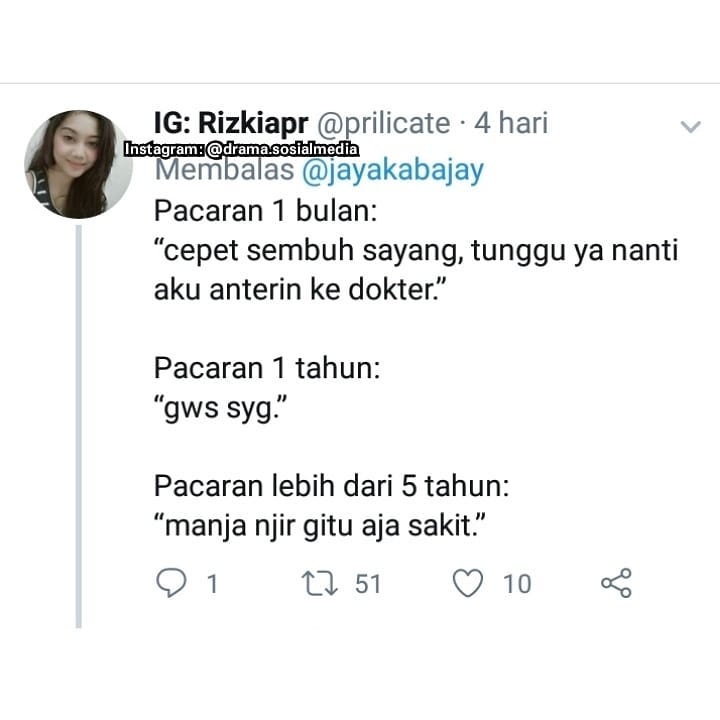 IG: Rizkiapr @prilicate · 4 hari
Instagram: @drama.sosialmedia
Membalas @jayakabajay
Pacaran 1 bulan:
“cepet sembuh sayang, tunggu ya nanti
aku anterin ke dokter.”
Pacaran 1 tahun:
“gws syg.”
Pacaran lebih dari 5 tahun:
“manja njir gitu aja sakit.”
1 51 10